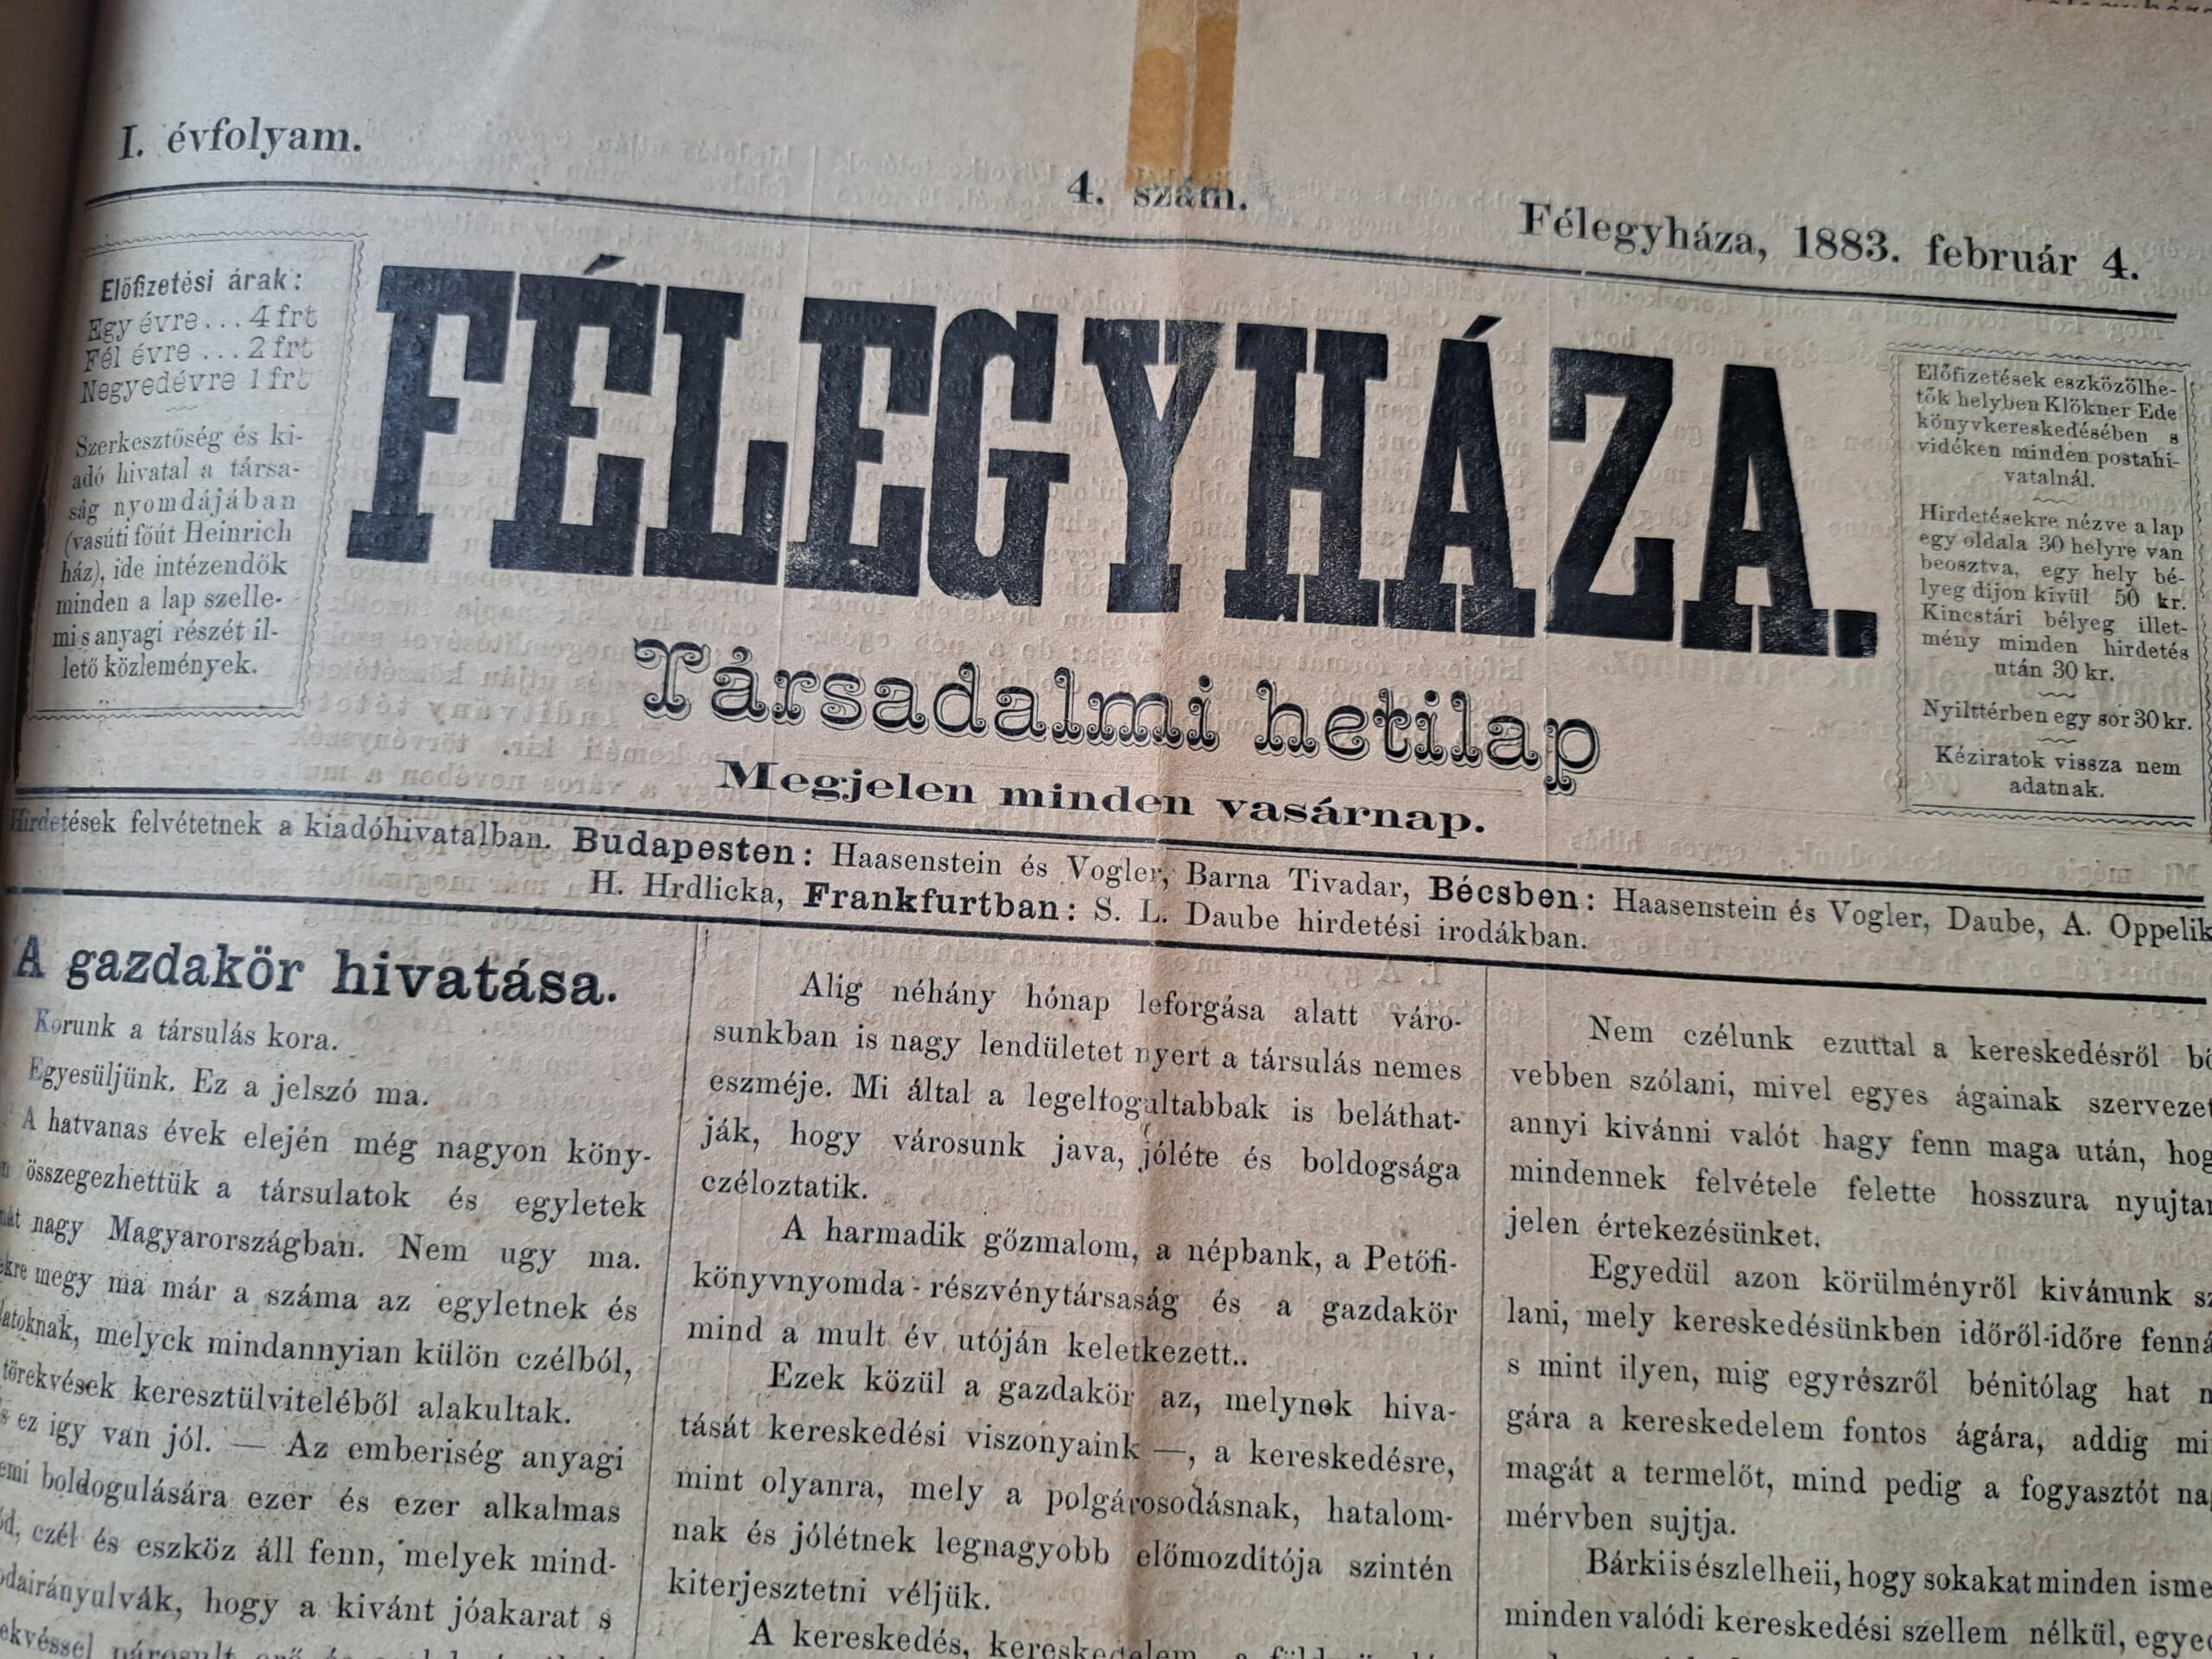 I. évfolyam.
4. szám.
Félegyháza, 1883. február 4.
Előfizetési árak:
Egy évre... 4 frt
Fél évre ... 2 frt
Negyedévre 1 frt
Szerkesztőség és ki-
adó hivatal a társa-
ság nyomdájában
(vasúti főút Heinrich
ház), ide intézendők
minden a lap szelle-
mi s anyagi részét il-
lető közlemények.
FÉLEGYHÁZA.
Társadalmi hetilap
Megjelen minden vasárnap.
Előfizetések eszközölhe-
tők helyben Klökner Ede
könyvkereskedésében s
vidéken minden postahi-
vatalnál.
Hirdetésekre nézve a lap
egy oldala 30 helyre van
beosztva, egy hely bé-
lyeg dijon kivül 50 kr.
Kincstári bélyeg illet-
mény minden hirdetés
után 30 kr.
Nyilttérben egy sor 30 kr.
Kéziratok vissza nem
adatnak.
Hirdetések felvétetnek a kiadóhivatalban. Budapesten: Haasenstein és Vogler, Barna Tivadar, Bécsben: Haasenstein és Vogler, Daube, A. Oppelik
H. Hrdlicka, Frankfurtban: S. L. Daube hirdetési irodákban.
A gazdakör hivatása.
Korunk a társulás kora.
Egyesüljünk. Ez a jelszó ma.
A hatvanas évek elején még nagyon köny-
összegezhettük a társulatok és egyletek
nagy Magyarországban. Nem ugy ma.
megy ma már a száma az egyletnek és
melyck mindannyian külön czélból,
törekvések keresztülviteléből alakultak.
ez igy van jól. — Az emberiség anyagi
boldogulására ezer és ezer alkalmas
czél és eszköz áll fenn, melyek mind-
hogy a kivánt jóakarat s
Alig néhány hónap leforgása alatt váro-
sunkban is nagy lendületet nyert a társulás nemes
eszméje. Mi által a legelfogultabbak is beláthat-
ják, hogy városunk java, jóléte és boldogsága
czéloztatik.
A harmadik gőzmalom, a népbank, a Petöfi-
könyvnyomda-részvénytársaság és a gazdakör
mind a mult év utóján keletkezett..
Ezek közül a gazdakör az, melynek hiva-
tását kereskedési viszonyaink —, a kereskedésre,
mint olyanra, mely a polgárosodásnak, hatalom-
nak és jólétnek legnagyobb előmozdítója szintén
kiterjesztetni véljük.
A kereskedés,
Nem czélunk ezuttal a kereskedésről bő
vebben szólani, mivel egyes ágainak szervezet
annyi kivánni valót hagy fenn maga után, hog
mindennek felvétele felette hosszura nyujtan
jelen értekezésünket.
Egyedül azon körülményről kivánunk sz
lani, mely kereskedésünkben időről-időre fenná
s mint ilyen, mig egyrészről bénitólag hat n
gára a kereskedelem fontos ágára, addig mi
magát a termelőt, mind pedig a fogyasztót na
mérvben sujtja.
Bárki is észlelheii, hogy sokakat minden isme
minden valódi kereskedési szellem nélkül, egye